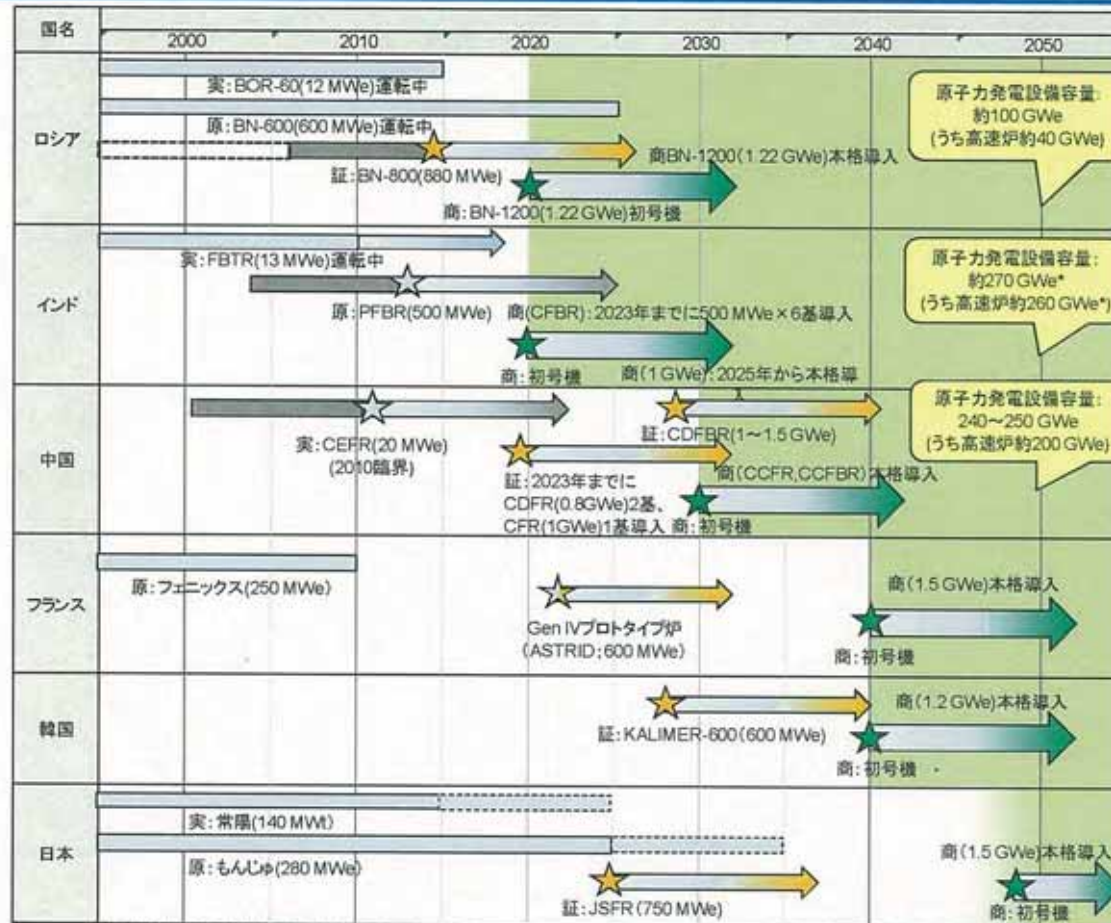 国名
2000 2010 2020 2030 2040 2050
ロシア
実:BOR-60(12 MWe)運転中
原:BN-600(600 MWe)運転中
証:BN-800(880 MWe)
商BN-1200(1.22 GWe)本格導入
商:BN-1200(1.22 GWe)初号機
原子力発電設備容量:
約100 GWe
(うち高速炉約40 GWe)
インド
実:FBTR(13 MWe)運転中
原:PFBR(500 MWe)
商(CFBR):2023年までに500 MWe×6基導入
商:初号機
商(1 GWe):2025年から本格導
原子力発電設備容量:
約270 GWe*
(うち高速炉約260 GWe*)
中国
実:CEFR(20 MWe)
(2010臨界)
証:CDFBR(1~1.5GWe)
証:2023年までに
CDFR(0.8GWe)2基、
CFR(1GWe)1基導入
商(CCFR,CCFBR)本格導入
商:初号機
原子力発電設備容量:
240~250 GWe
(うち高速炉約200 GWe)
フランス
原:フェニックス(250 MWe)
Gen IVプロトタイプ炉
(ASTRID;600 MWe)
商(1.5 GWe)本格導入
商:初号機
韓国
証:KALIMER-600(600 MWe)
商(1.2 GWe)本格導入
商:初号機
日本
実:常陽(140 MWt)
原:もんじゅ(280 MWe)
証:JSFR(750 MWe)
商(1.5 GWe)本格導入
商:初号機